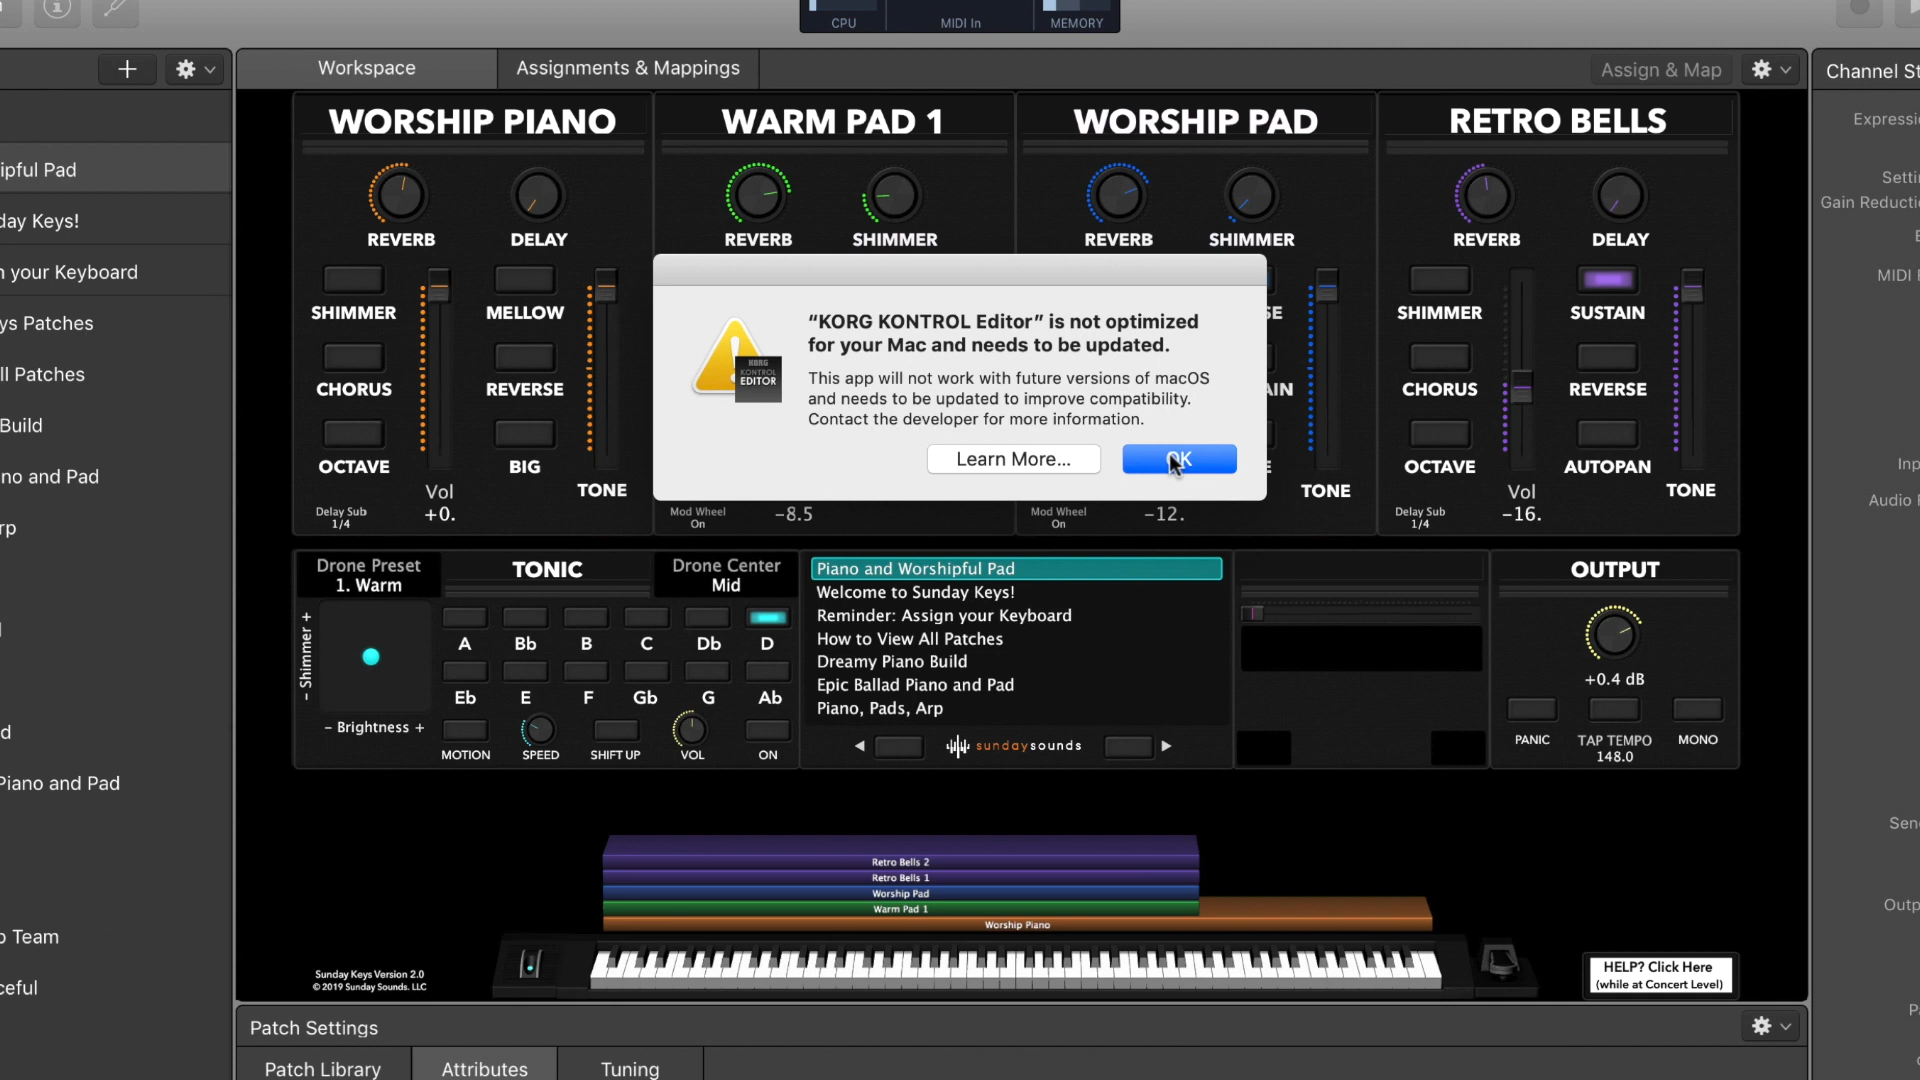 CPU
MIDI In
MEMORY
Workspace
Assignments & Mappings
Assign & Map
Channel St
WORSHIP PIANO
WARM PAD 1
WORSHIP PAD
RETRO BELLS
Expressi
ipful Pad
Setti
Gain Reducti
day Keys!
REVERB
DELAY
REVERB
SHIMMER
REVERB
SHIMMER
REVERB
DELAY
MIDI
n your Keyboard
SHIMMER
MELLOW
SE
SHIMMER
SUSTAIN
ys Patches
"KORG KONTROL Editor" is not optimized
for your Mac and needs to be updated.
KORG
KONTROL
EDITOR
This app will not work with future versions of macOS
and needs to be updated to improve compatibility.
Contact the developer for more information.
ll Patches
CHORUS
REVERSE
AIN
CHORUS
REVERSE
Build
Learn More...
OK
OCTAVE
BIG
E
OCTAVE
AUTOPAN
Inp
no and Pad
Vol
+0.
TONE
TONE
Vol
-16.
TONE
Audio
Delay Sub
1/4
Mod Wheel
On
-8.5
Mod Wheel
On
-12.
Delay Sub
1/4
rp
Drone Preset
1. Warm
TONIC
Drone Center
Mid
Piano and Worshipful Pad
Welcome to Sunday Keys!
Reminder: Assign your Keyboard
How to View All Patches
Dreamy Piano Build
Epic Ballad Piano and Pad
Piano, Pads, Arp
OUTPUT
A Bb B C Db D
- Shimmer +
Eb E F Gb G Ab
+0.4 dB
- Brightness +
MOTION
SPEED
SHIFT UP
VOL
ON
sundaysounds
PANIC
TAP TEMPO
148.0
MONO
d
Piano and Pad
Sen
Retro Bells 2
Retro Bells 1
Worship Pad
Warm Pad 1
Worship Piano
Outp
p Team
Sunday Keys Version 2.0
© 2019 Sunday Sounds. LLC
HELP? Click Here
(while at Concert Level)
ceful
Patch Settings
Patch Library
Attributes
Tuning